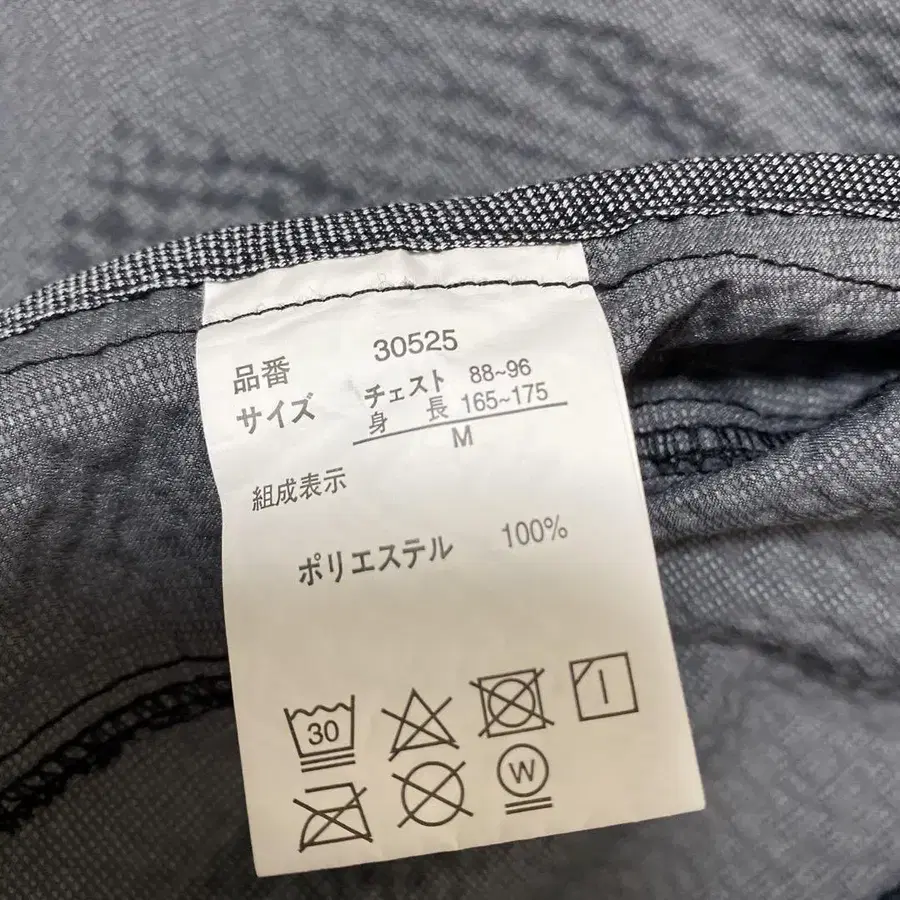 品番 30525
サイズ チェスト 88~96
身長 165~175
M
組成表示
ポリエステル 100%
30
W